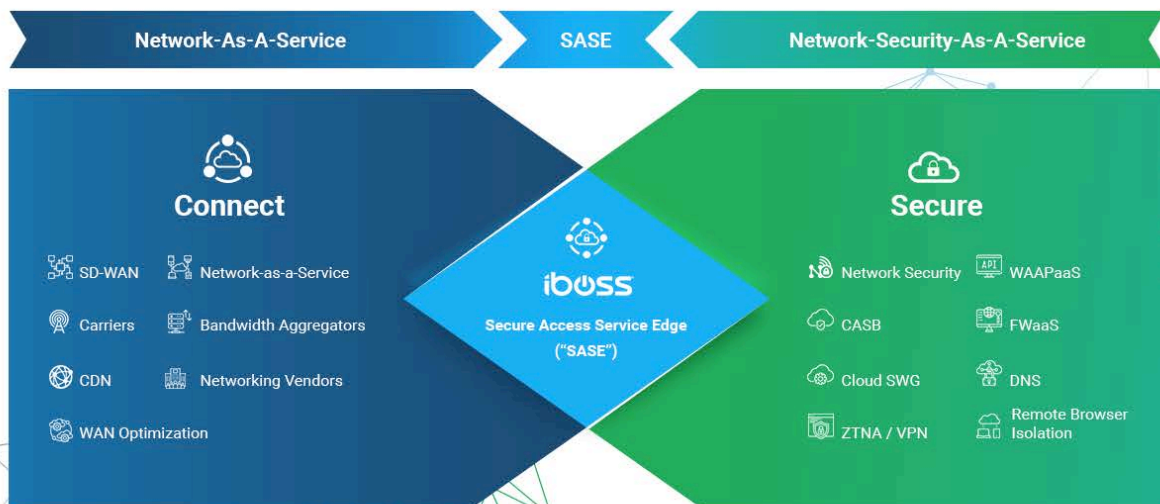 Network-As-A-Service
SASE
Network-Security-As-A-Service
Connect
SD-WAN
Network-as-a-Service
Carriers
Bandwidth Aggregators
CDN
Networking Vendors
WAN Optimization
iboss
Secure Access Service Edge
(“SASE”)
Secure
Network Security
API
WAAPaaS
CASB
FWaaS
Cloud SWG
DNS
ZTNA / VPN
Remote Browser
Isolation